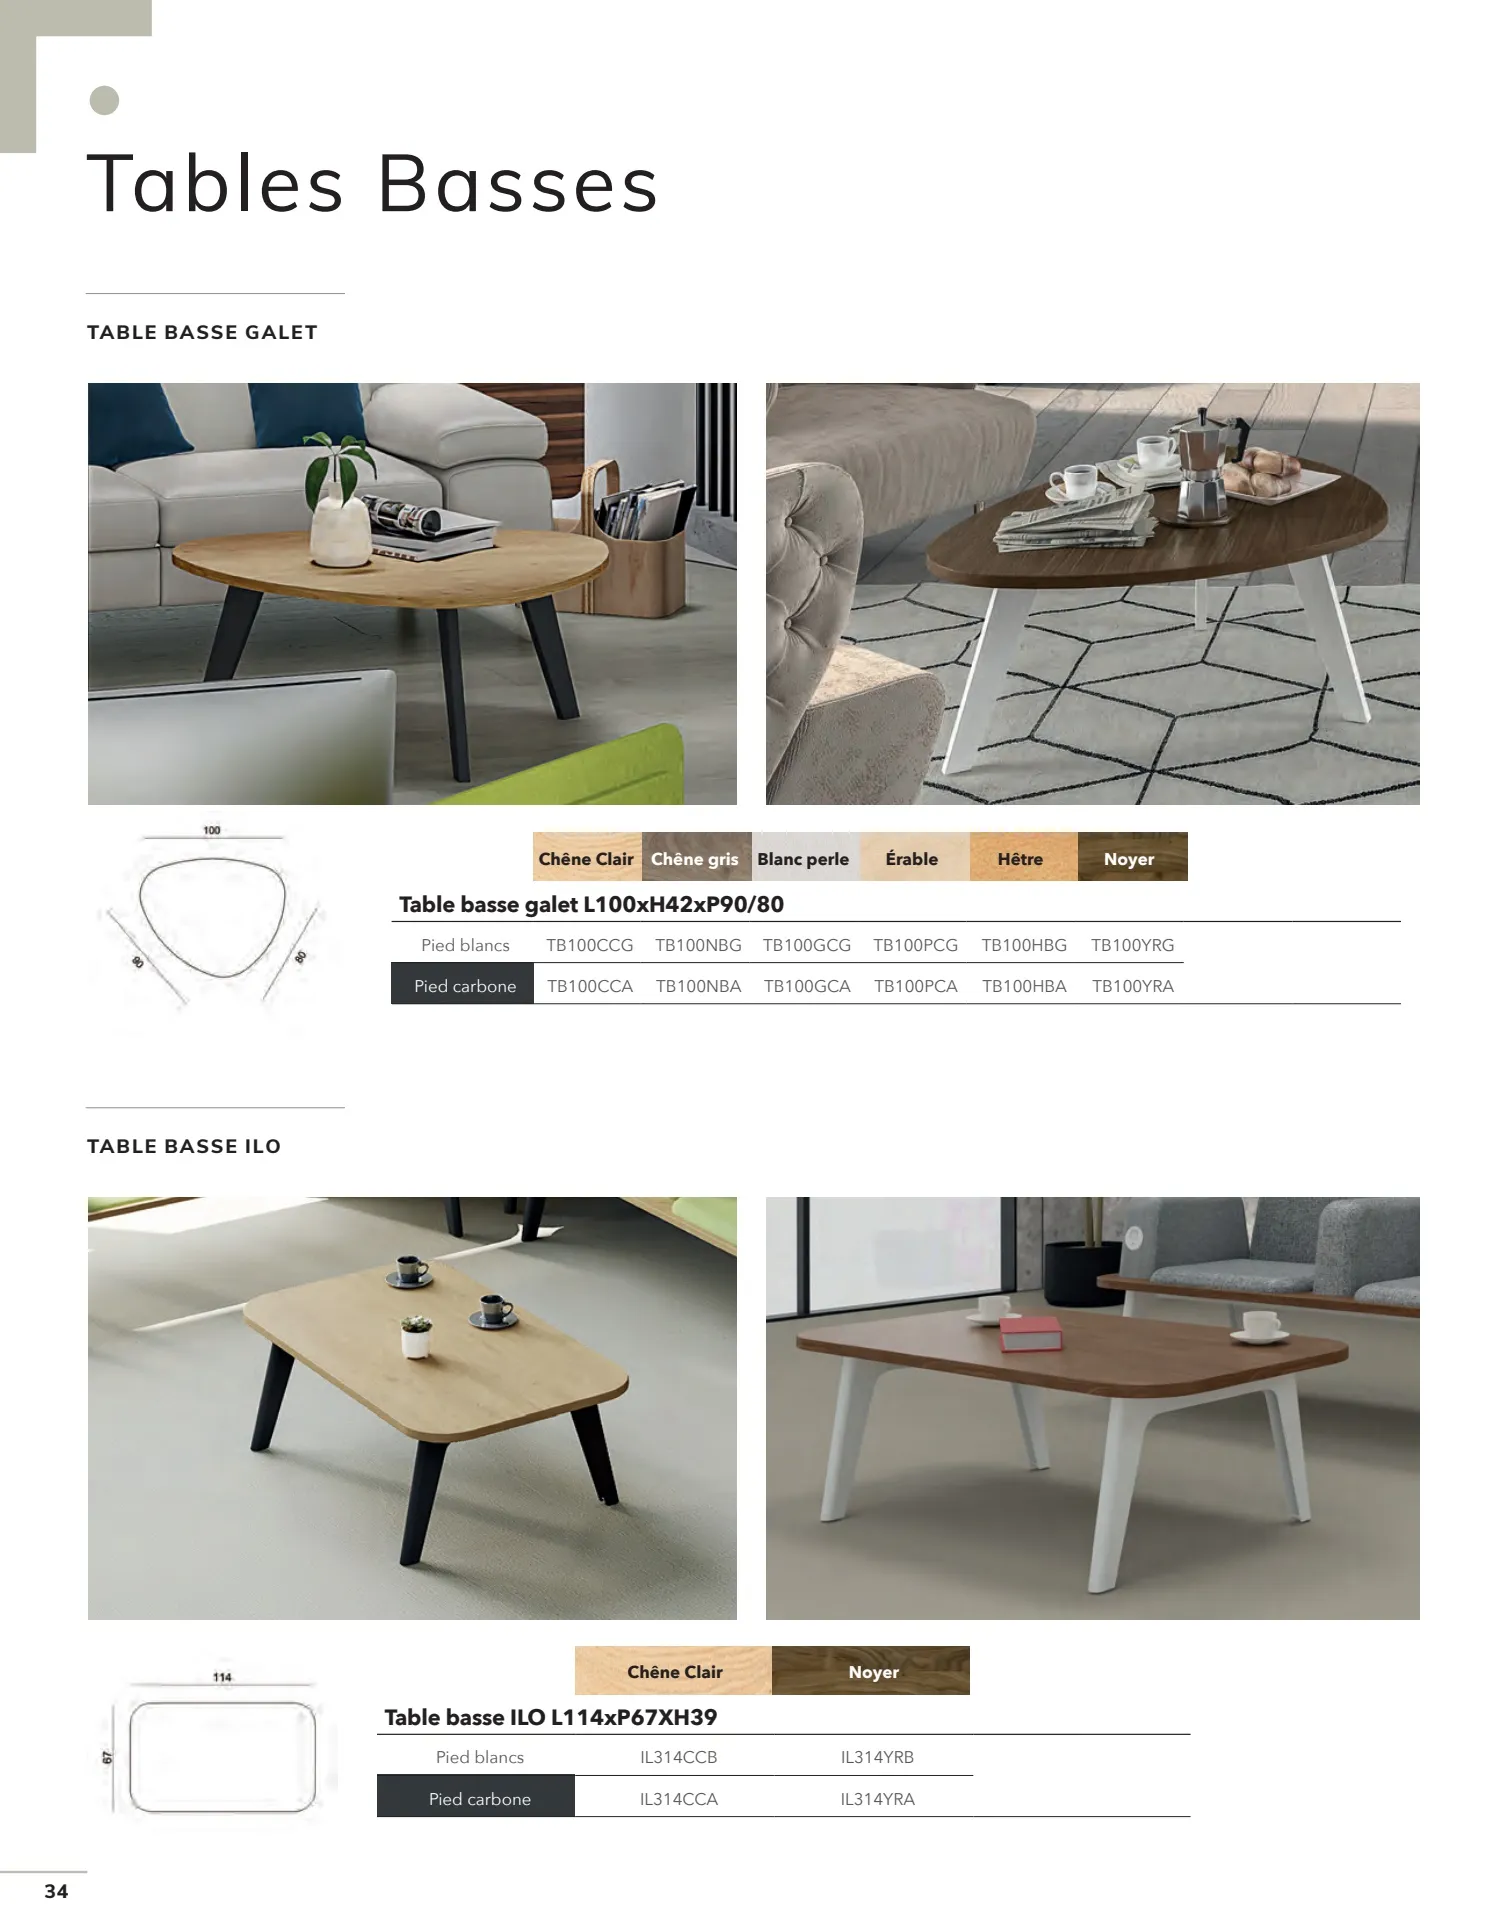 Tables Basses
TABLE BASSE GALET
100
90
80
Chêne Clair Chêne gris Blanc perle Érable Hêtre Noyer
Table basse galet L100xH42xP90/80
Pied blancs TB100CCG TB100NBG TB100GCG TB100PCG TB100HBG TB100YRG
Pied carbone TB100CCA TB100NBA TB100GCA TB100PCA TB100HBA TB100YRA
TABLE BASSE ILO
114
67
Chêne Clair Noyer
Table basse ILO L114xP67XH39
Pied blancs IL314CCB IL314YRB
Pied carbone IL314CCA IL314YRA
34